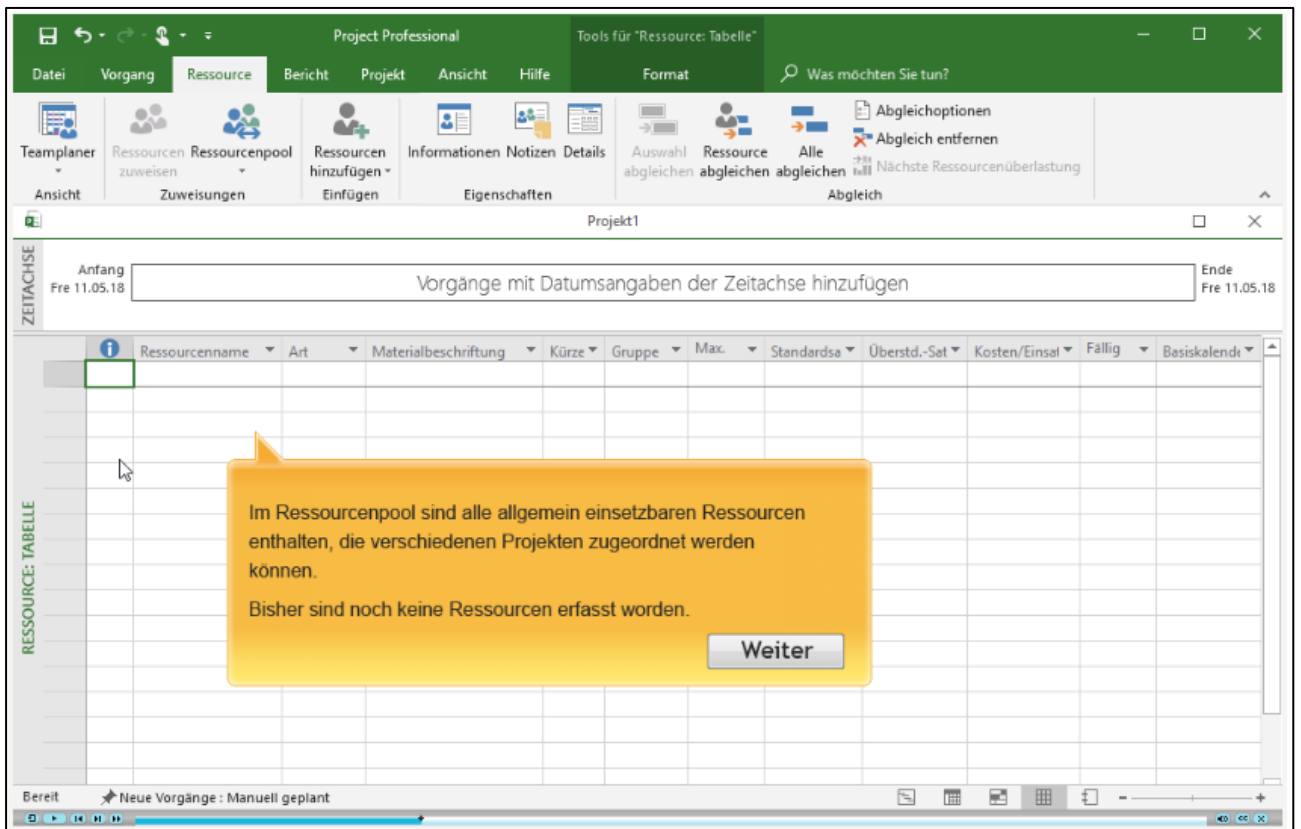 Project Professional
Tools für "Ressource: Tabelle"
Datei Vorgang Ressource Bericht Projekt Ansicht Hilfe Format Was möchten Sie tun?
Teamplaner
Ressourcen zuweisen
Ressourcenpool
Ressourcen hinzufügen
Informationen Notizen Details
Auswahl abgleichen
Ressource abgleichen
Alle abgleichen
Abgleichoptionen
Abgleich entfernen
Nächste Ressourcenüberlastung
Ansicht Zuweisungen Einfügen Eigenschaften Abgleich
Projekt1
ZEITACHSE
Anfang
Fre 11.05.18
Vorgänge mit Datumsangaben der Zeitachse hinzufügen
Ende
Fre 11.05.18
Ressourcenname Art Materialbeschriftung Kürze Gruppe Max. Standardsa Überstd.-Sat Kosten/Einsat Fällig Basiskalende
RESSOURCE: TABELLE
Im Ressourcenpool sind alle allgemein einsetzbaren Ressourcen
enthalten, die verschiedenen Projekten zugeordnet werden
können.
Bisher sind noch keine Ressourcen erfasst worden.
Weiter
Bereit Neue Vorgänge : Manuell geplant
CC